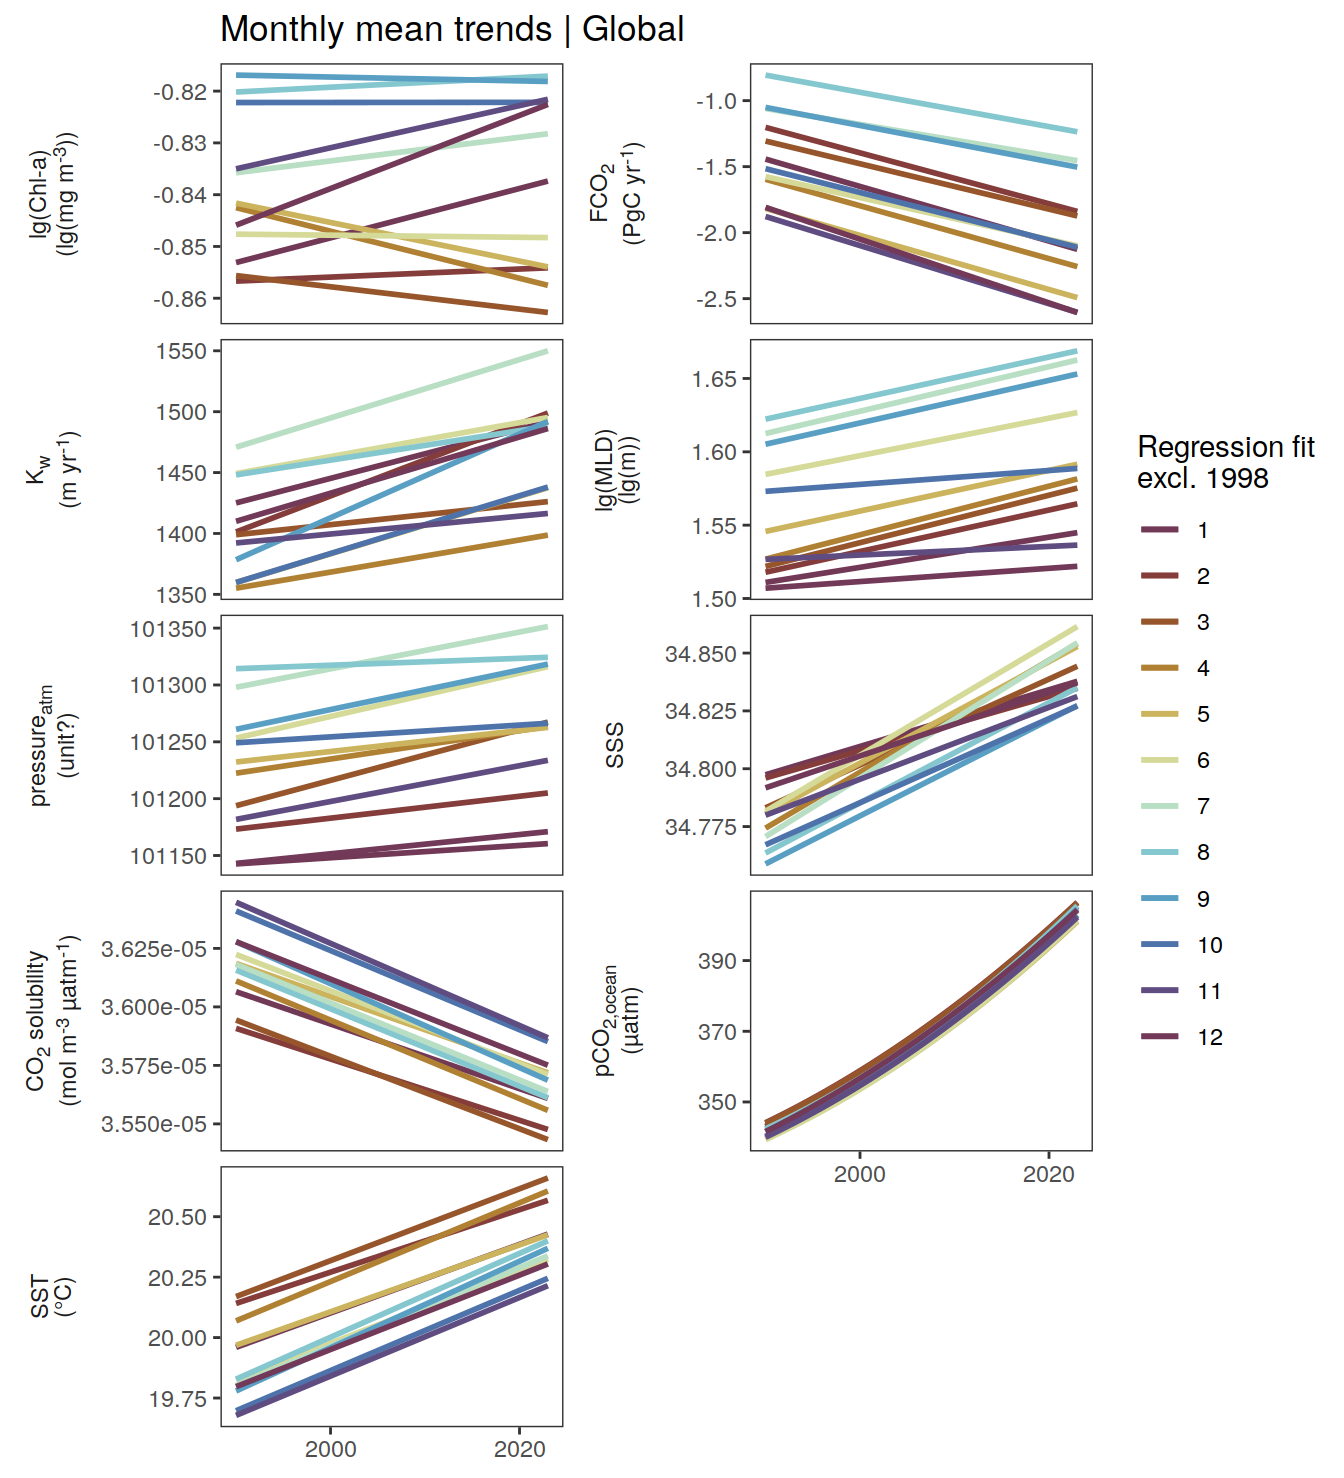 Monthly mean trends | Global
lg(Chl-a)
(lg(mg m⁻³))
-0.82
-0.83
-0.84
-0.85
-0.86
FCO₂
(PgC yr⁻¹)
-1.0
-1.5
-2.0
-2.5
K_w
(m yr⁻¹)
1550
1500
1450
1400
1350
lg(MLD)
(lg(m))
1.65
1.60
1.55
1.50
pressure_atm
(unit?)
101350
101300
101250
101200
101150
SSS
34.850
34.825
34.800
34.775
CO₂ solubility
(mol m⁻³ µatm⁻¹)
3.625e-05
3.600e-05
3.575e-05
3.550e-05
pCO₂,ocean
(µatm)
390
370
350
2000 2020
SST
(°C)
20.50
20.25
20.00
19.75
2000 2020
Regression fit
excl. 1998
1
2
3
4
5
6
7
8
9
10
11
12